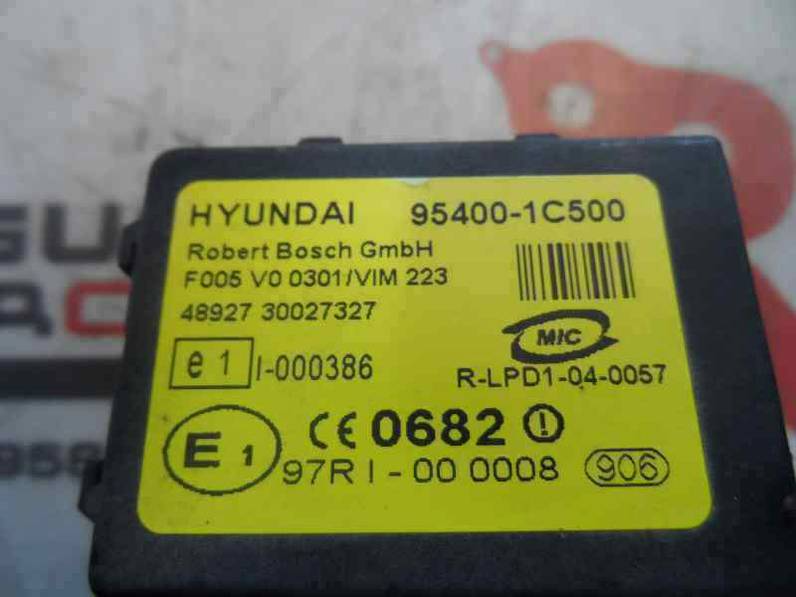 HYUNDAI 95400-1C500
Robert Bosch GmbH
F005 V0 0301/VIM 223
48927 30027327
MIC
e 1 I-000386
R-LPD1-04-0057
E 1
CE 0682
97R I - 00 0008 906
958